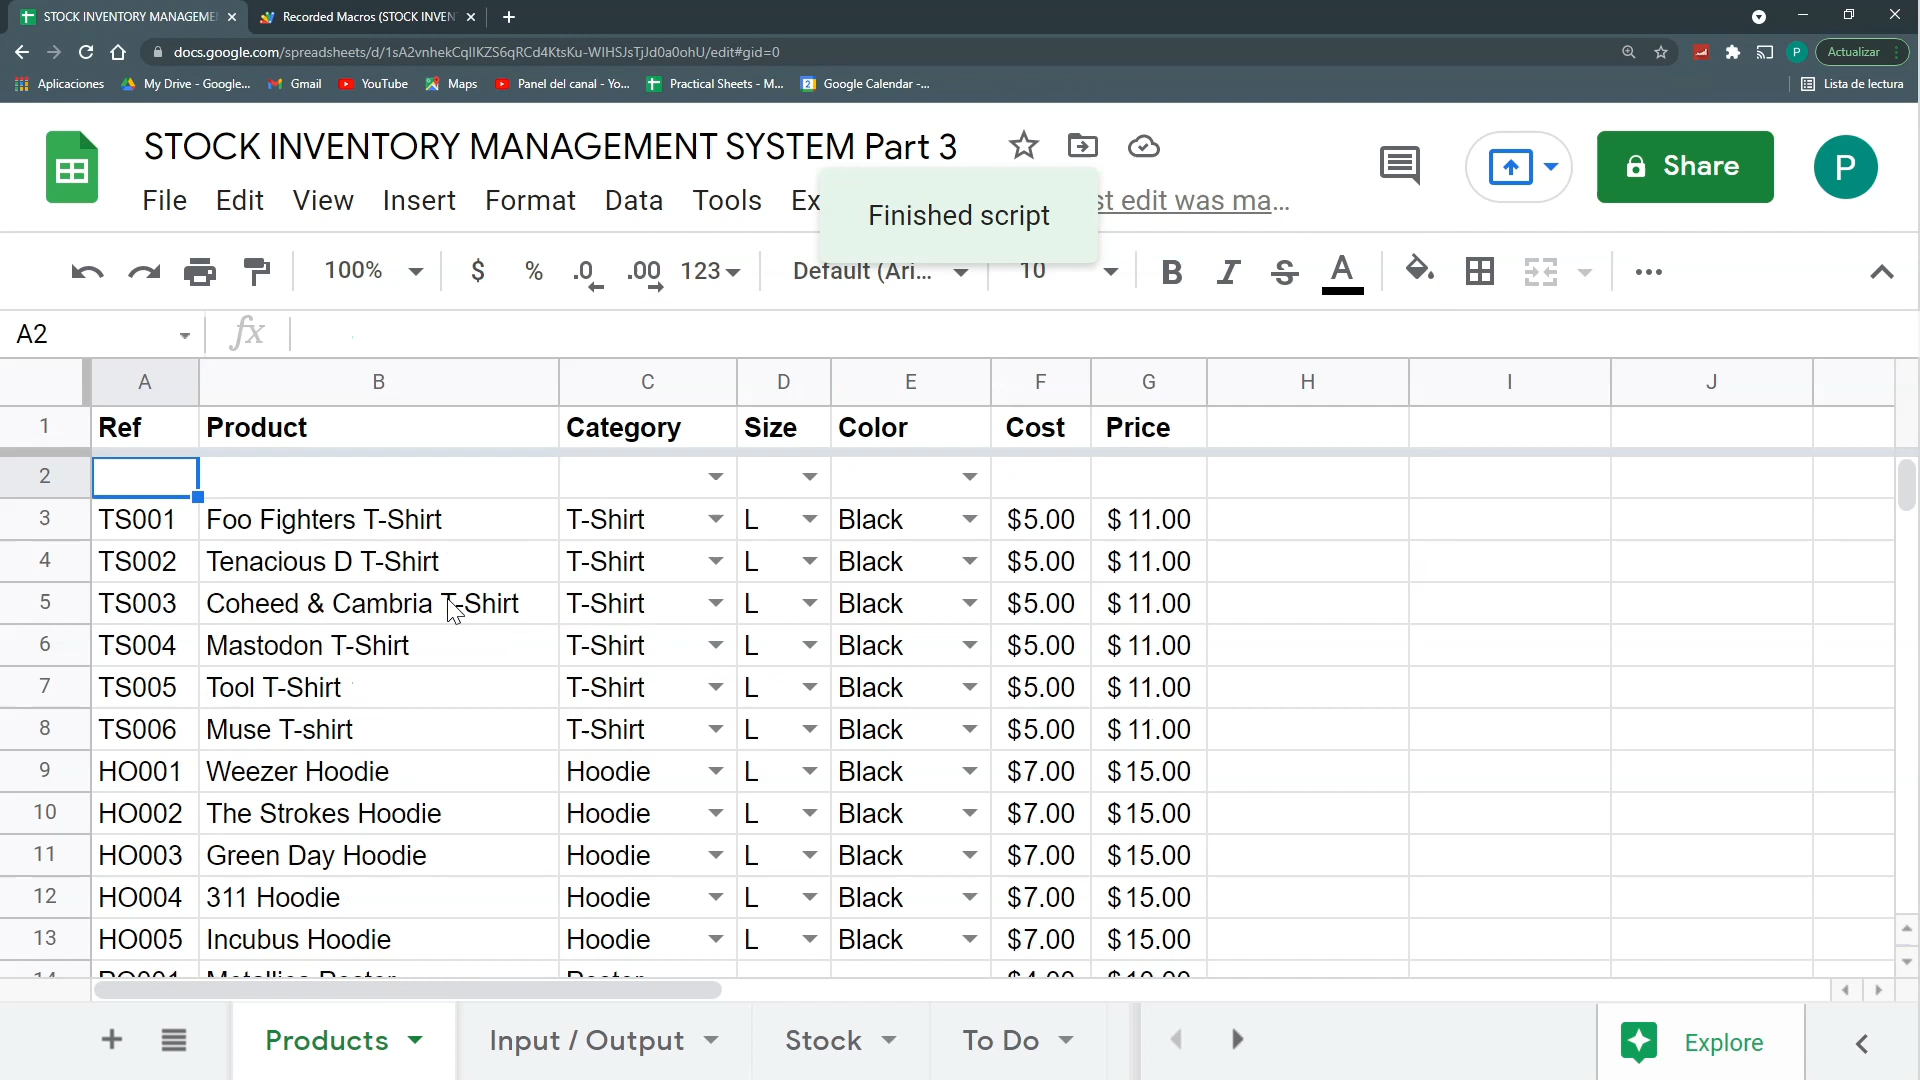 STOCK INVENTORY MANAGEME
Recorded Macros (STOCK INVEN
docs.google.com/spreadsheets/d/1sA2vnhekCqlIKZS6qRCd4KtsKu-WIHSJsTjJd0a0ohU/edit#gid=0
P
Actualizar
Aplicaciones
My Drive - Google...
Gmail
YouTube
Maps
Panel del canal - Yo...
Practical Sheets - M...
Google Calendar -...
Lista de lectura
STOCK INVENTORY MANAGEMENT SYSTEM Part 3
Share
P
File Edit View Insert Format Data Tools Ex
Finished script
st edit was ma...
100% $ % .0 .00 123 Default (Ari... 10 B I S A
A2 fx
A B C D E F G H I J
1 Ref Product Category Size Color Cost Price
2
3 TS001 Foo Fighters T-Shirt T-Shirt L Black $5.00 $11.00
4 TS002 Tenacious D T-Shirt T-Shirt L Black $5.00 $11.00
5 TS003 Coheed & Cambria T-Shirt T-Shirt L Black $5.00 $11.00
6 TS004 Mastodon T-Shirt T-Shirt L Black $5.00 $11.00
7 TS005 Tool T-Shirt T-Shirt L Black $5.00 $11.00
8 TS006 Muse T-shirt T-Shirt L Black $5.00 $11.00
9 HO001 Weezer Hoodie Hoodie L Black $7.00 $15.00
10 HO002 The Strokes Hoodie Hoodie L Black $7.00 $15.00
11 HO003 Green Day Hoodie Hoodie L Black $7.00 $15.00
12 HO004 311 Hoodie Hoodie L Black $7.00 $15.00
13 HO005 Incubus Hoodie Hoodie L Black $7.00 $15.00
Products
Input / Output
Stock
To Do
Explore